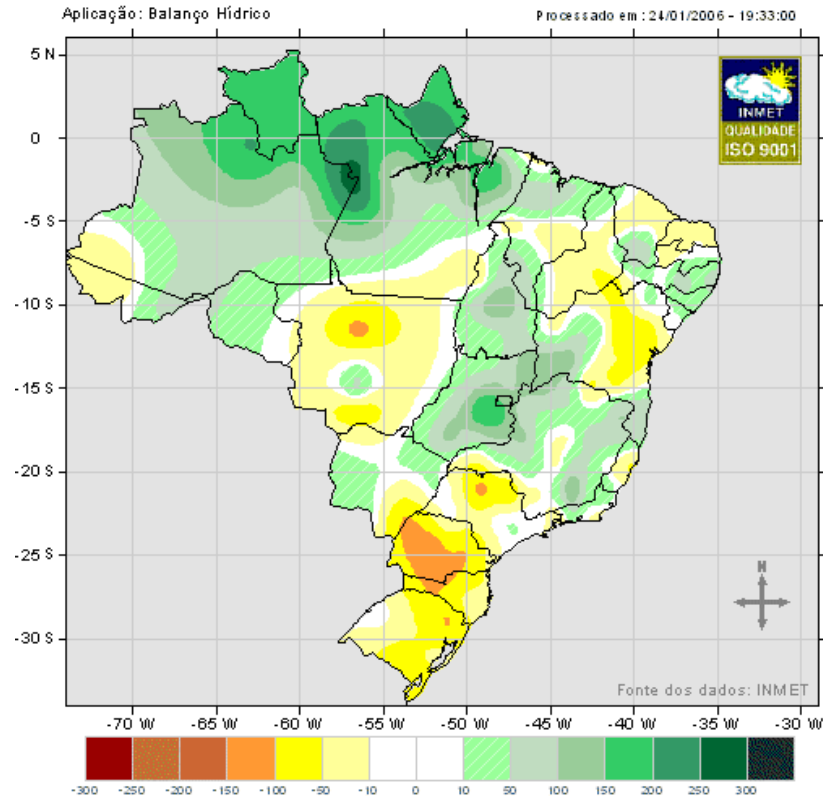 Aplicação: Balanço Hídrico
Processado em : 24/01/2006 - 19:33:00
5 N
0
-5 S
-10 S
-15 S
-20 S
-25 S
-30 S
INMET
QUALIDADE
ISO 9001
N
Fonte dos dados: INMET
-70 W -65 W -60 W -55 W -50 W -45 W -40 W -35 W -30 W
-300 -250 -200 -150 -100 -50 -10 0 10 50 100 150 200 250 300